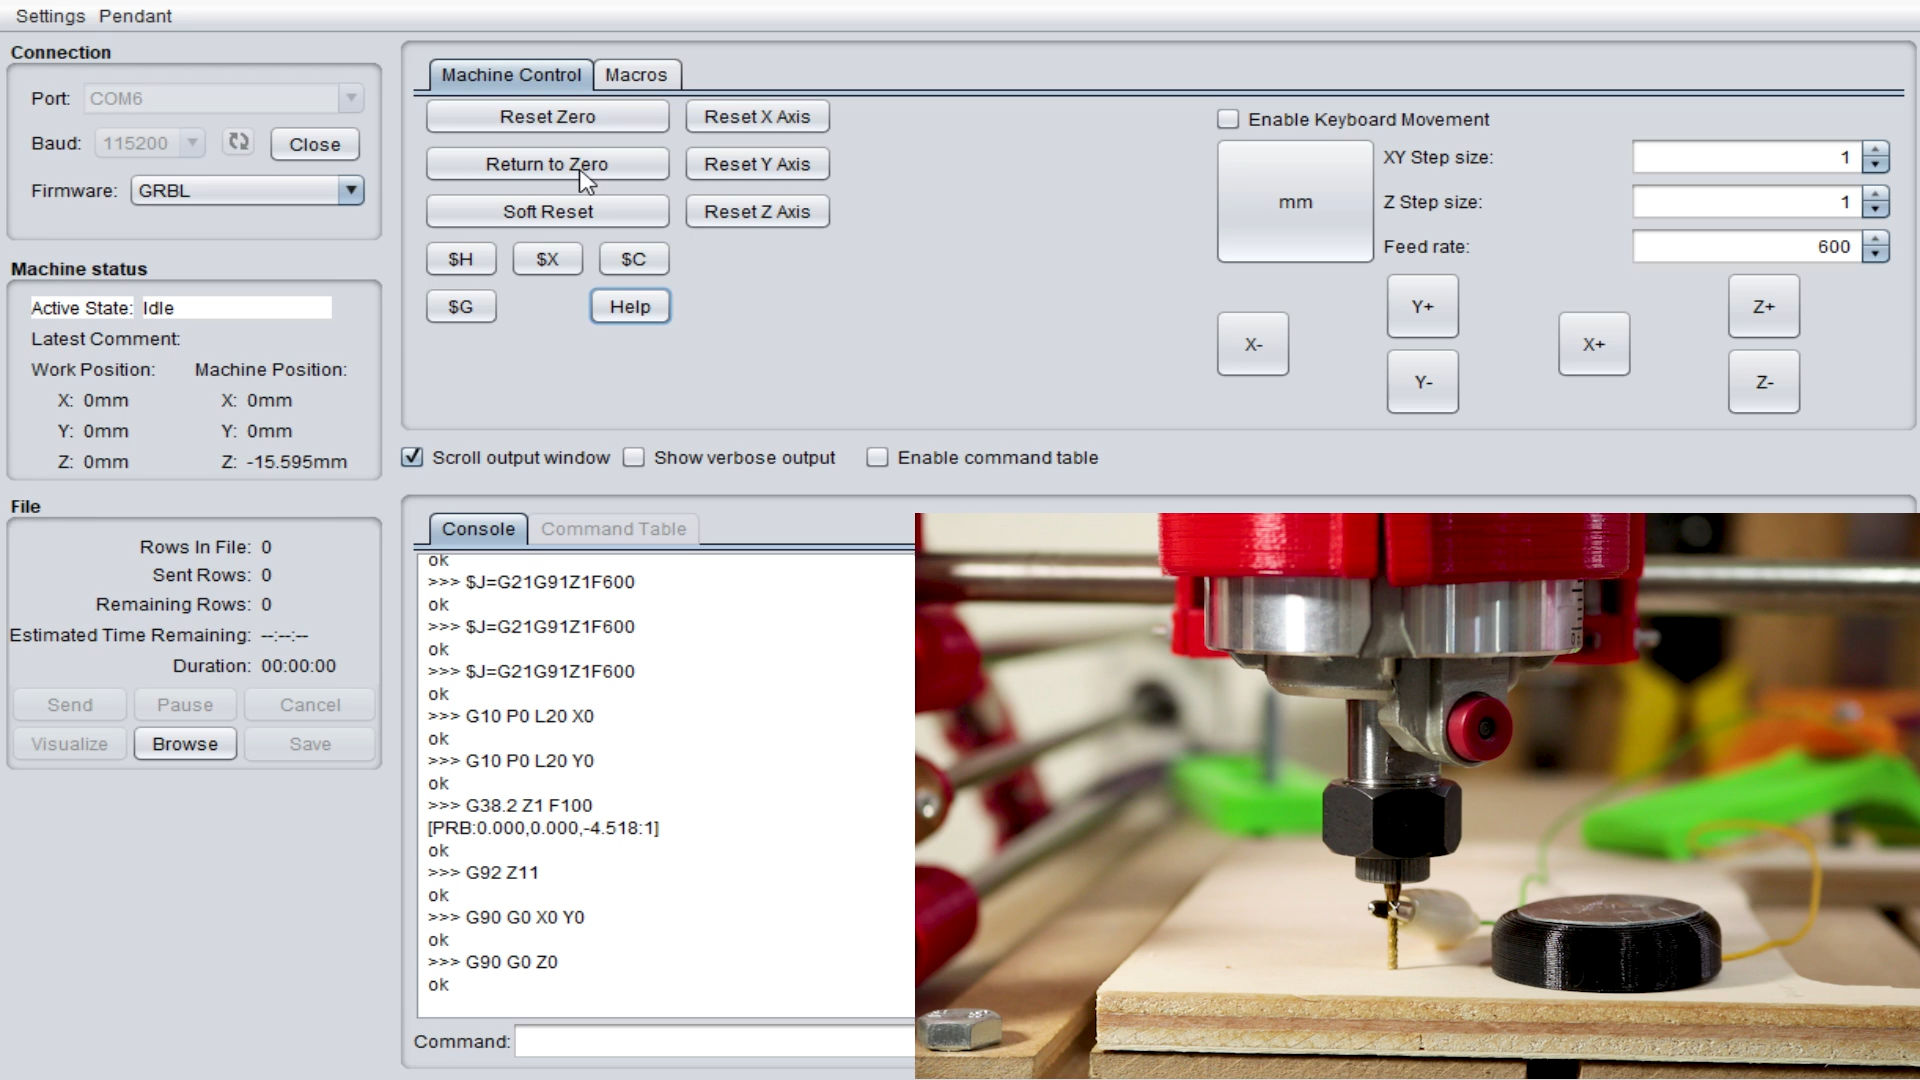 Settings Pendant
Connection
Port: COM6
Baud: 115200 Close
Firmware: GRBL
Machine status
Active State: Idle
Latest Comment:
Work Position: Machine Position:
X: 0mm X: 0mm
Y: 0mm Y: 0mm
Z: 0mm Z: -15.595mm
File
Rows In File: 0
Sent Rows: 0
Remaining Rows: 0
Estimated Time Remaining: --:--:--
Duration: 00:00:00
Send Pause Cancel
Visualize Browse Save
Machine Control Macros
Reset Zero Reset X Axis
Return to Zero Reset Y Axis
Soft Reset Reset Z Axis
$H $X $C
$G Help
Enable Keyboard Movement
mm
XY Step size: 1
Z Step size: 1
Feed rate: 600
Y+ Z+
X- X+
Y- Z-
Scroll output window Show verbose output Enable command table
Console Command Table
ok
>>> $J=G21G91Z1F600
ok
>>> $J=G21G91Z1F600
ok
>>> $J=G21G91Z1F600
ok
>>> G10 P0 L20 X0
ok
>>> G10 P0 L20 Y0
ok
>>> G38.2 Z1 F100
[PRB:0.000,0.000,-4.518:1]
ok
>>> G92 Z11
ok
>>> G90 G0 X0 Y0
ok
>>> G90 G0 Z0
ok
Command: